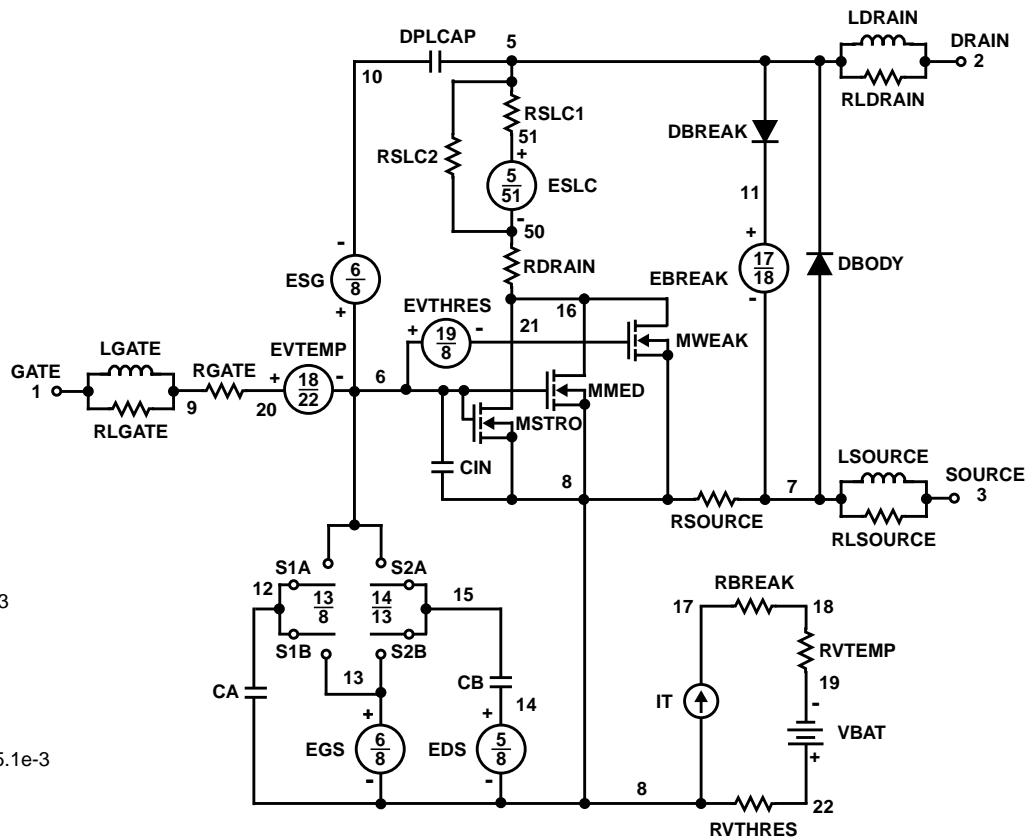 LDRAIN
DPLCAP
5
DRAIN
2
10
RLDRAIN
RSLC1
51
DBREAK
RSLC2
+
5
51
ESLC
-
50
11
-
+
17
18
EBREAK
-
DBODY
6
8
ESG
+
RDRAIN
EVTHRES
+
19
8
-
21
16
MWEAK
LGATE
GATE
1
RLGATE
9
RGATE
20
EVTEMP
+
18
22
-
6
MMED
MSTRO
CIN
8
RSOURCE
7
LSOURCE
SOURCE
3
RLSOURCE
S1A
S2A
12
13
8
14
13
15
S1B
S2B
13
CA
CB
14
+
6
8
EGS
-
+
5
8
EDS
-
8
RBREAK
17
18
RVTEMP
19
-
IT
VBAT
+
22
RVTHRES
3
5.1e-3